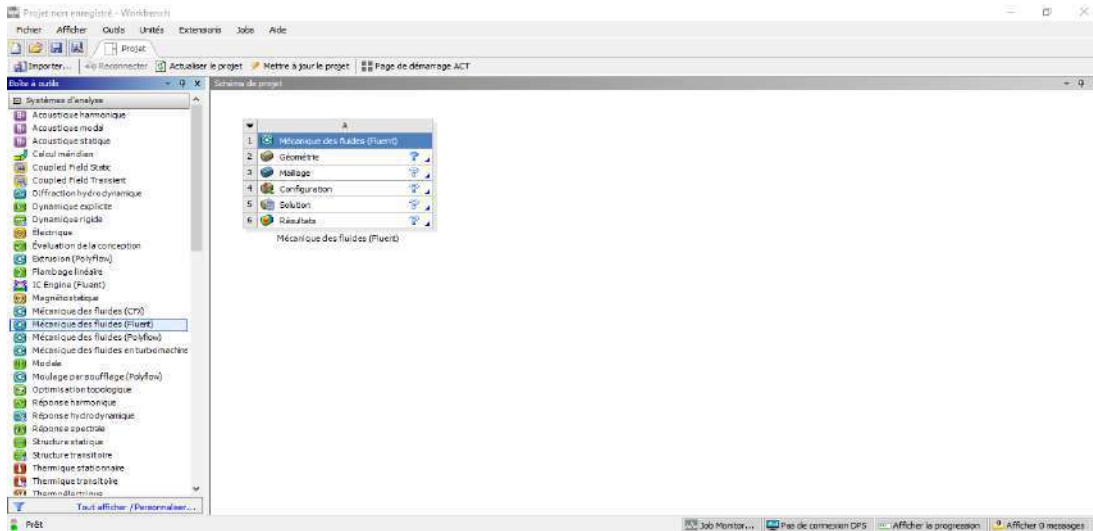 Projet non enregistré - Workbench
Fichier Afficher Outils Unités Extensions Jobs Aide
Projet
Importer... Reconnecter Actualiser le projet Mettre à jour le projet Page de démarrage ACT
Boîte à outils
Schéma de projet
Systèmes d'analyse
Acoustique harmonique
Acoustique modal
Acoustique statique
Calcul méridien
Coupled Field Static
Coupled Field Transient
Diffraction hydrodynamique
Dynamique explicite
Dynamique rigide
Électrique
Évaluation de la conception
Extrusion (Polyflow)
Flambage linéaire
IC Engine (Fluent)
Magnétostatique
Mécanique des fluides (CFX)
Mécanique des fluides (Fluent)
Mécanique des fluides (Polyflow)
Mécanique des fluides en turbomachine
Modale
Moulage par soufflage (Polyflow)
Optimisation topologique
Réponse harmonique
Réponse hydrodynamique
Réponse spectrale
Structure statique
Structure transitoire
Thermique stationnaire
Thermique transitoire
Thermoélectrique
Tout afficher / Personnaliser...
A
1 Mécanique des fluides (Fluent)
2 Géométrie ?
3 Maillage ?
4 Configuration ?
5 Solution ?
6 Résultats ?
Mécanique des fluides (Fluent)
Prêt
Job Monitor... Pas de connexion DPS Afficher la progression Afficher 0 messages